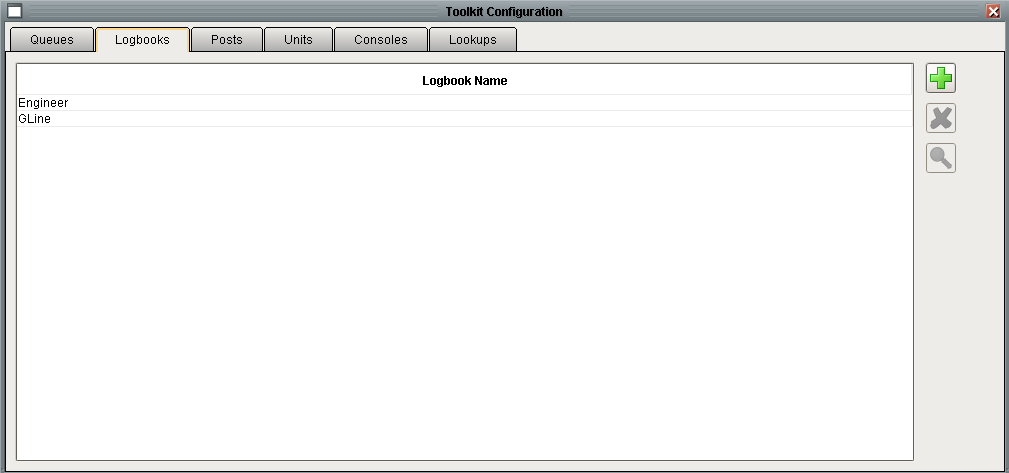 Toolkit Configuration
Queues Logbooks Posts Units Consoles Lookups
Logbook Name
Engineer
GLine